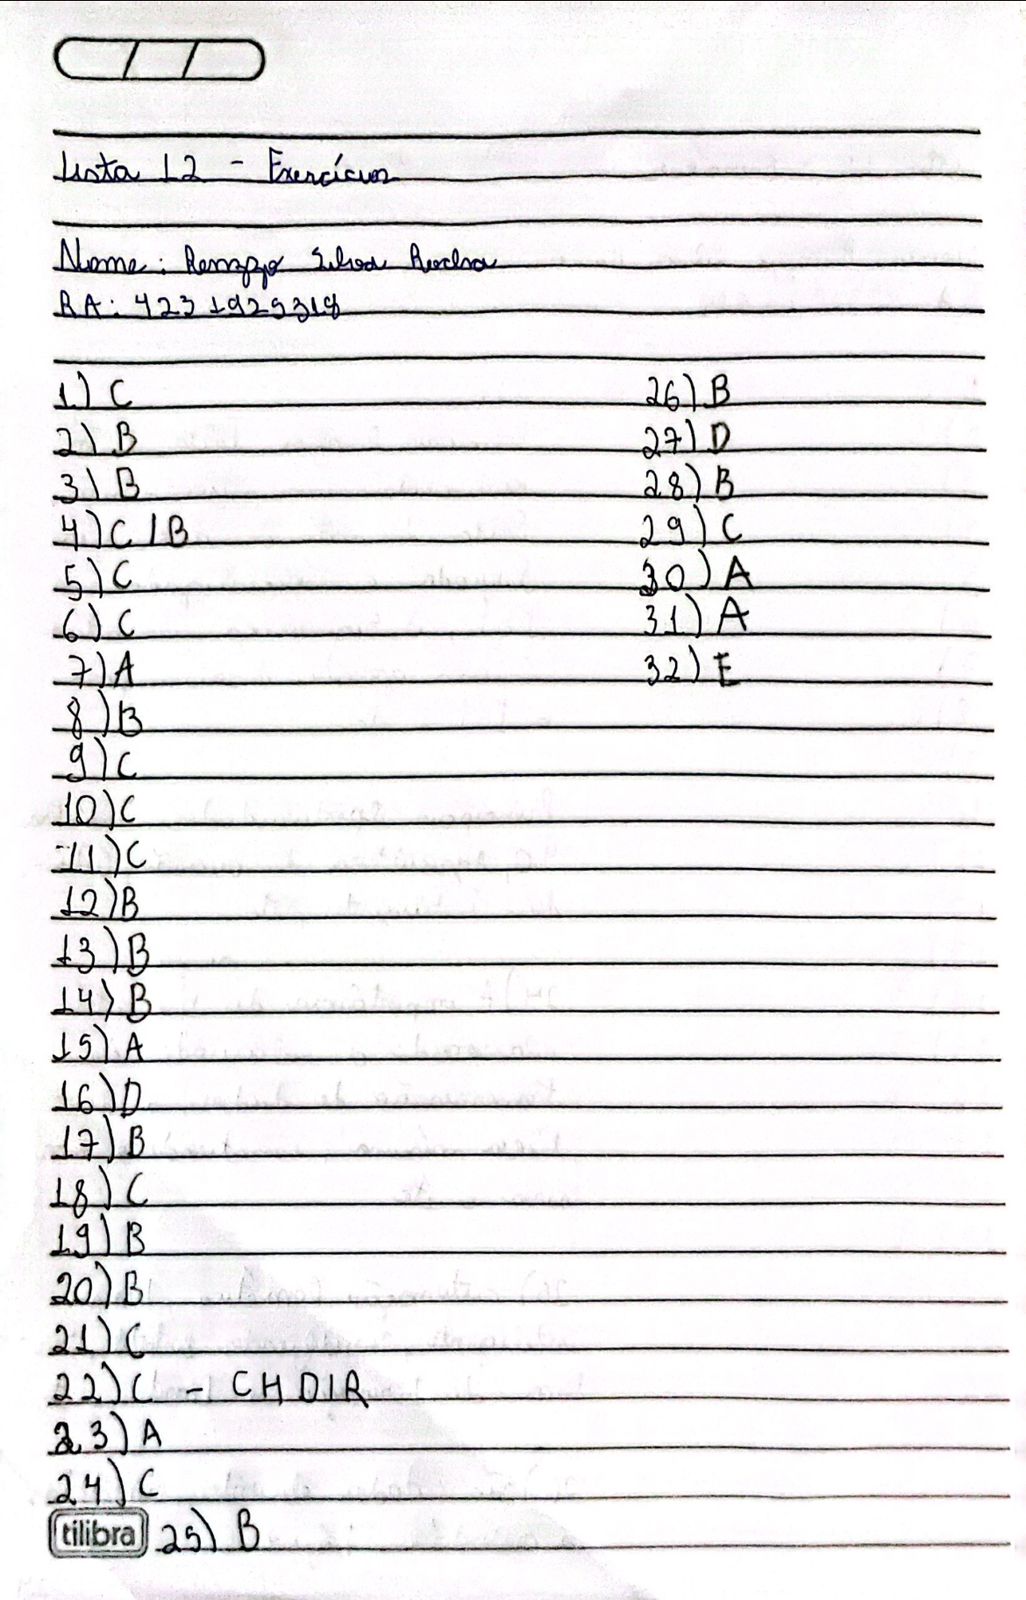 Lista 12 - Exercícios
Nome: Renzzo Silva Rocha
RA: 4231925318
1) C
2) B
3) B
4) C / B
5) C
6) C
7) A
8) B
9) C
10) C
11) C
12) B
13) B
14) B
15) A
16) D
17) B
18) C
19) B
20) B
21) C
22) C - CHDIR
23) A
24) C
tilibra 25) B
26) B
27) D
28) B
29) C
30) A
31) A
32) E